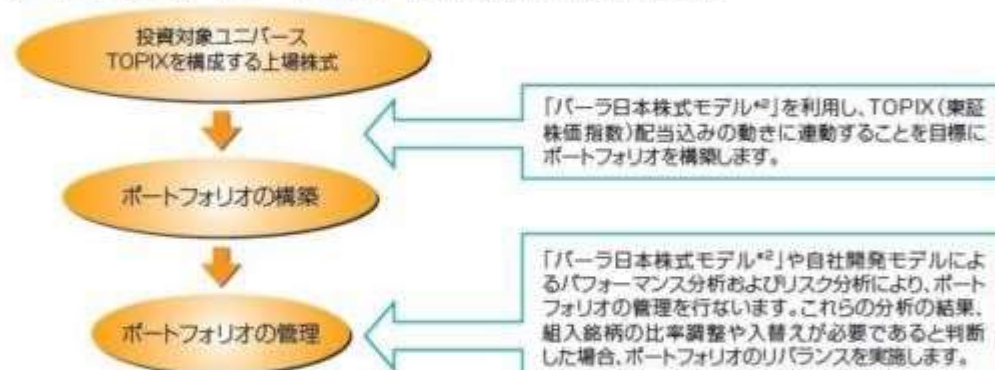 投資対象ユニバース
TOPIXを構成する上場株式
「バーラ日本株式モデル*2」を利用し、TOPIX(東証
株価指数)配当込みの動きに連動することを目標に
ポートフォリオを構築します。
ポートフォリオの構築
「バーラ日本株式モデル*2」や自社開発モデルによ
るパフォーマンス分析およびリスク分析により、ポート
フォリオの管理を行ないます。これらの分析の結果、
組入銘柄の比率調整や入替えが必要であると判断
した場合、ポートフォリオのリバランスを実施します。
ポートフォリオの管理